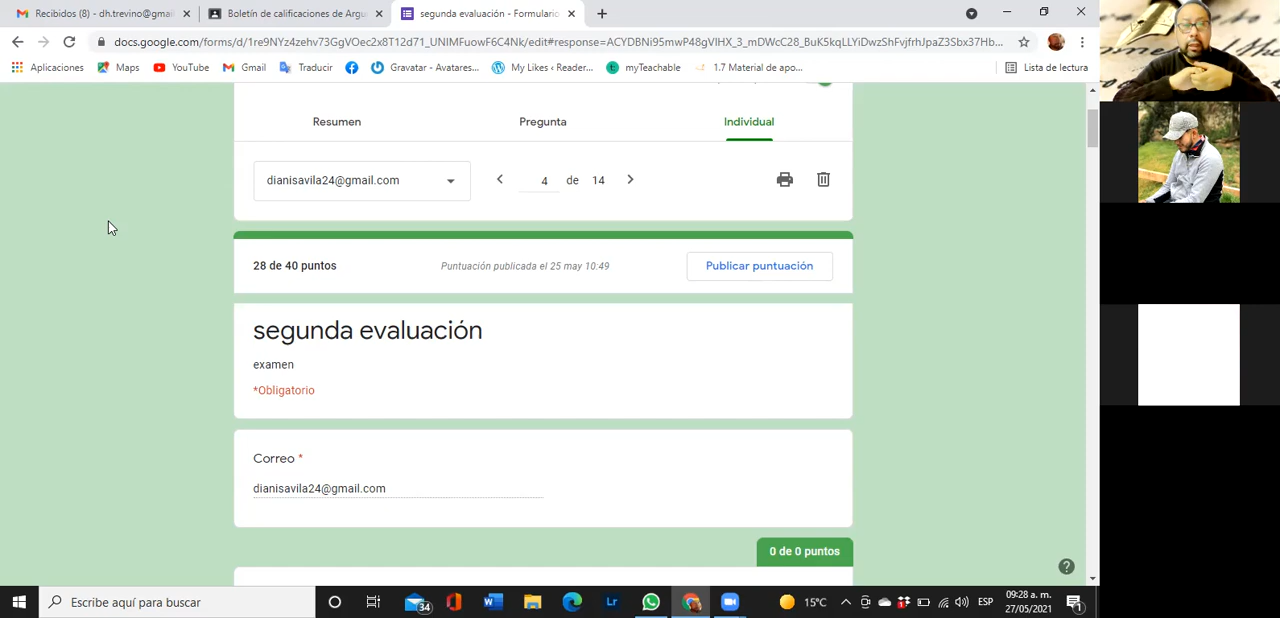 Recibidos (8) - dh.trevino@gmai
Boletín de calificaciones de Argu
segunda evaluación - Formulario
docs.google.com/forms/d/1re9NYz4zehv73GgVOec2x8T12d71_UNIMFuowFSc4Nk/edit#response=ACYDBNi95mwP48gVIHX_3_mDWcC28_BuK5kqLLYiDwzShFvjfrhJpaZ3Sbx37Hb...
Aplicaciones
Maps
YouTube
Gmail
Traducir
Gravatar - Avatares...
My Likes ‹ Reader...
myTeachable
1.7 Material de apo...
Lista de lectura
Resumen
Pregunta
Individual
dianisavila24@gmail.com
4 de 14
28 de 40 puntos
Puntuación publicada el 25 may 10:49
Publicar puntuación
segunda evaluación
examen
*Obligatorio
Correo *
dianisavila24@gmail.com
0 de 0 puntos
Escribe aquí para buscar
34
W
Lr
15°C
ESP
09:28 a. m.
27/05/2021
1